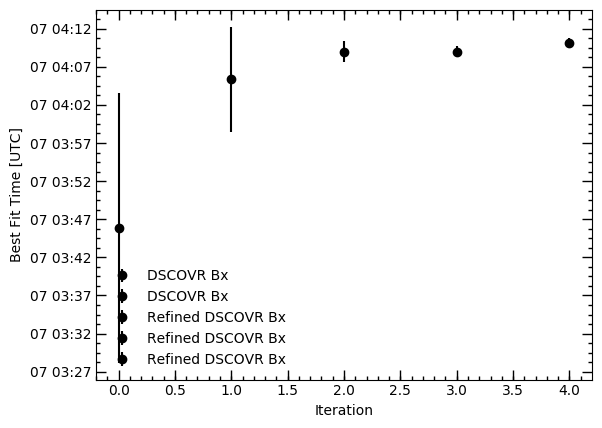 07 04:12
07 04:07
07 04:02
07 03:57
07 03:52
07 03:47
07 03:42
07 03:37
07 03:32
07 03:27
Best Fit Time [UTC]
DSCOVR Bx
DSCOVR Bx
Refined DSCOVR Bx
Refined DSCOVR Bx
Refined DSCOVR Bx
0.0 0.5 1.0 1.5 2.0 2.5 3.0 3.5 4.0
Iteration